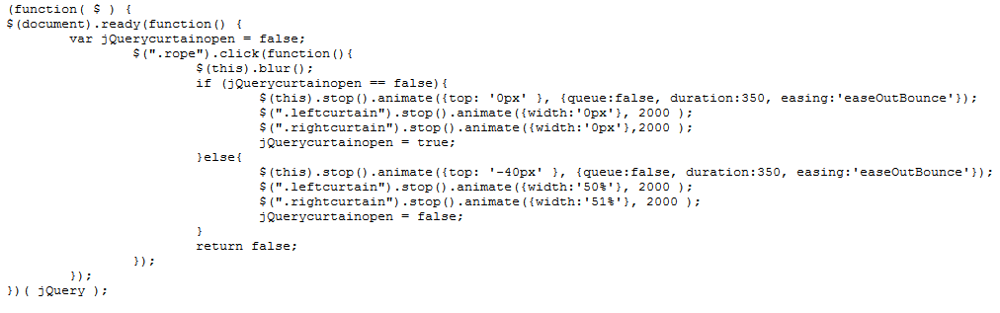 (function( $ ) {
$(document).ready(function() {
var jQuerycurtainopen = false;
$(".rope").click(function(){
$(this).blur();
if (jQuerycurtainopen == false){
$(this).stop().animate({top: '0px' }, {queue:false, duration:350, easing:'easeOutBounce'});
$(".leftcurtain").stop().animate({width:'0px'}, 2000 );
$(".rightcurtain").stop().animate({width:'0px'},2000 );
jQuerycurtainopen = true;
}else{
$(this).stop().animate({top: '-40px' }, {queue:false, duration:350, easing:'easeOutBounce'});
$(".leftcurtain").stop().animate({width:'50%'}, 2000 );
$(".rightcurtain").stop().animate({width:'51%'}, 2000 );
jQuerycurtainopen = false;
}
return false;
});
});
})( jQuery );